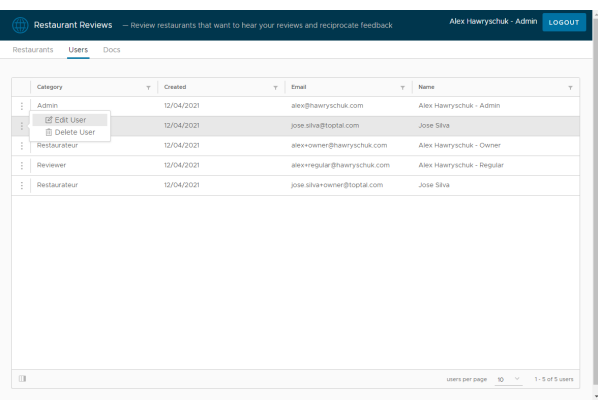 Restaurant Reviews — Review restaurants that want to hear your reviews and reciprocate feedback Alex Hawryschuk - Admin LOGOUT
Restaurants Users Docs
Category Created Email Name
Admin 12/04/2021 alex@hawryschuk.com Alex Hawryschuk - Admin
Edit User
12/04/2021 jose.silva@toptal.com Jose Silva
Delete User
Restaurateur 12/04/2021 alex+owner@hawryschuk.com Alex Hawryschuk - Owner
Reviewer 12/04/2021 alex+regular@hawryschuk.com Alex Hawryschuk - Regular
Restaurateur 12/04/2021 jose.silva+owner@toptal.com Jose Silva
users per page 10 1 - 5 of 5 users